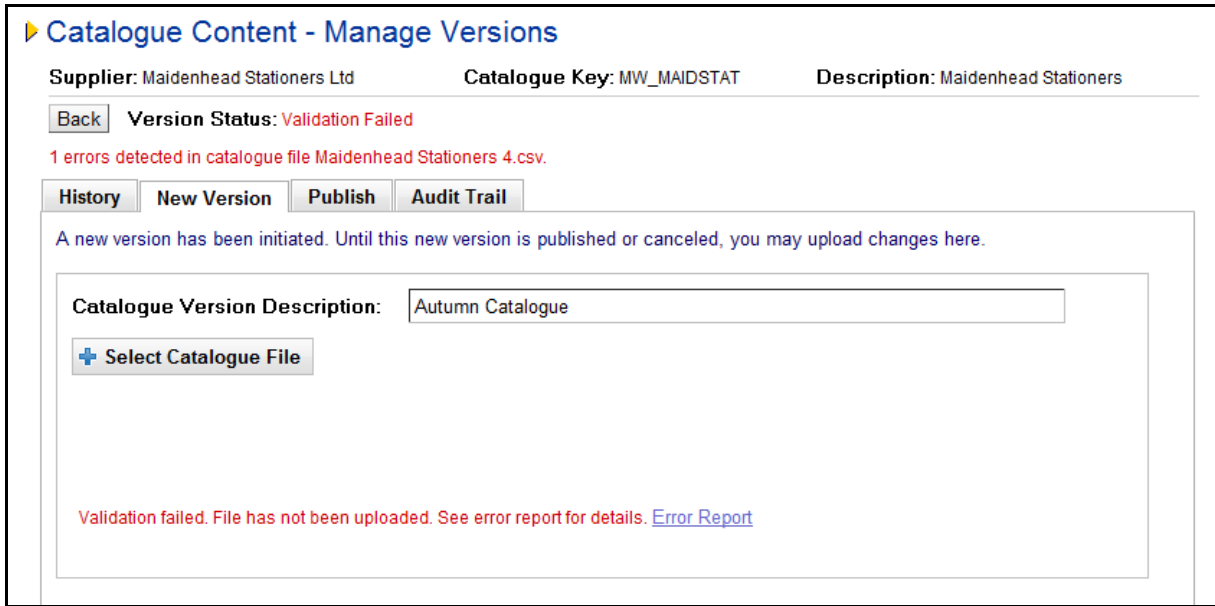 Catalogue Content - Manage Versions
Supplier: Maidenhead Stationers Ltd Catalogue Key: MW_MAIDSTAT Description: Maidenhead Stationers
Back Version Status: Validation Failed
1 errors detected in catalogue file Maidenhead Stationers 4.csv.
History New Version Publish Audit Trail
A new version has been initiated. Until this new version is published or canceled, you may upload changes here.
Catalogue Version Description: Autumn Catalogue
Select Catalogue File
Validation failed. File has not been uploaded. See error report for details. Error Report